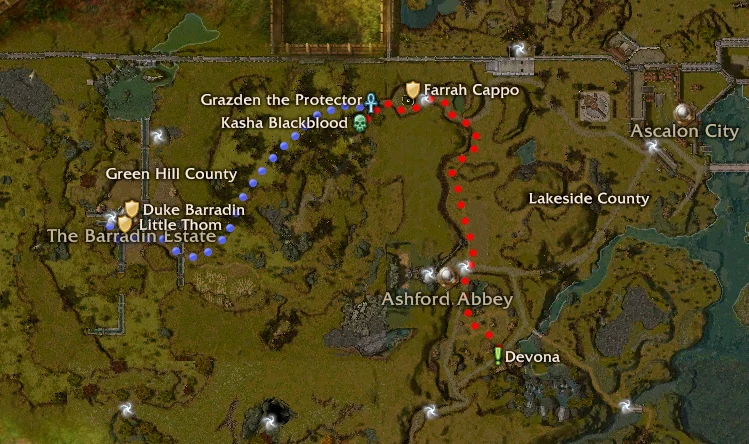 Farrah Cappo
Grazden the Protector
Kasha Blackblood
Ascalon City
Green Hill County
Lakeside County
Duke Barradin
Little Thom
The Barradin Estate
Ashford Abbey
Devona